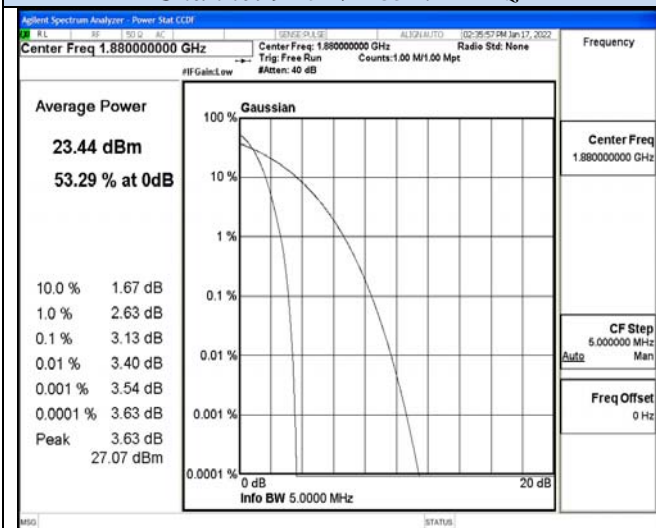 Agilent Spectrum Analyzer - Power Stat CCDF
RL RF 50 Ω AC SENSE:PULSE ALIGN AUTO 02:35:57 PM Jan 17, 2022
Center Freq 1.880000000 GHz
Center Freq: 1.880000000 GHz Radio Std: None
Trig: Free Run Counts:1.00 M/1.00 Mpt
#IFGain:Low #Atten: 40 dB
Frequency
Average Power
23.44 dBm
53.29 % at 0dB
10.0 % 1.67 dB
1.0 % 2.63 dB
0.1 % 3.13 dB
0.01 % 3.40 dB
0.001 % 3.54 dB
0.0001 % 3.63 dB
Peak 3.63 dB
27.07 dBm
Gaussian
100 %
10 %
1 %
0.1 %
0.01 %
0.001 %
0.0001 %
0 dB 20 dB
Info BW 5.0000 MHz
Center Freq
1.880000000 GHz
CF Step
5.000000 MHz
Auto Man
Freq Offset
0 Hz
MSG STATUS